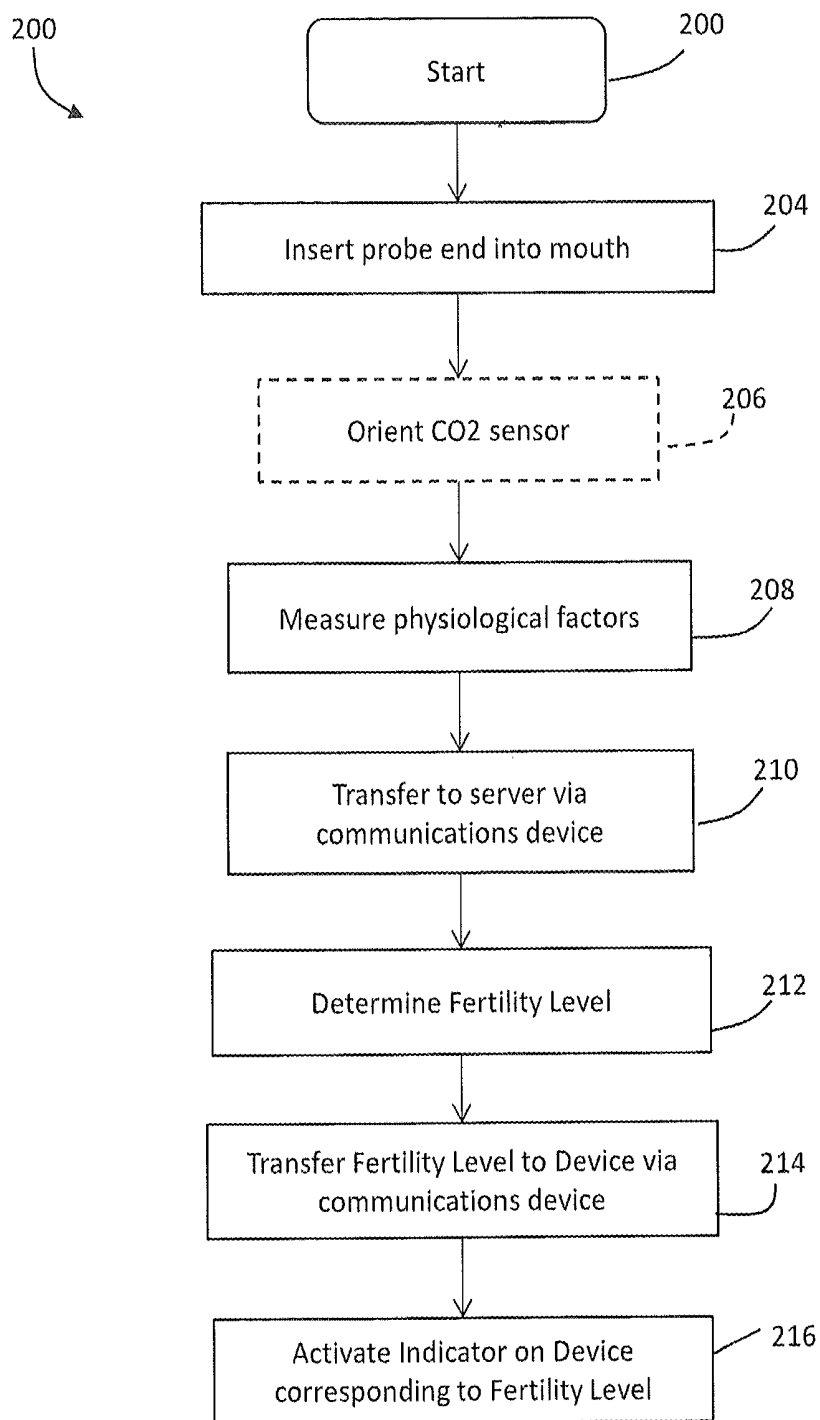 200
200
Start
204
Insert probe end into mouth
206
Orient CO2 sensor
208
Measure physiological factors
210
Transfer to server via
communications device
212
Determine Fertility Level
214
Transfer Fertility Level to Device via
communications device
216
Activate Indicator on Device
corresponding to Fertility Level